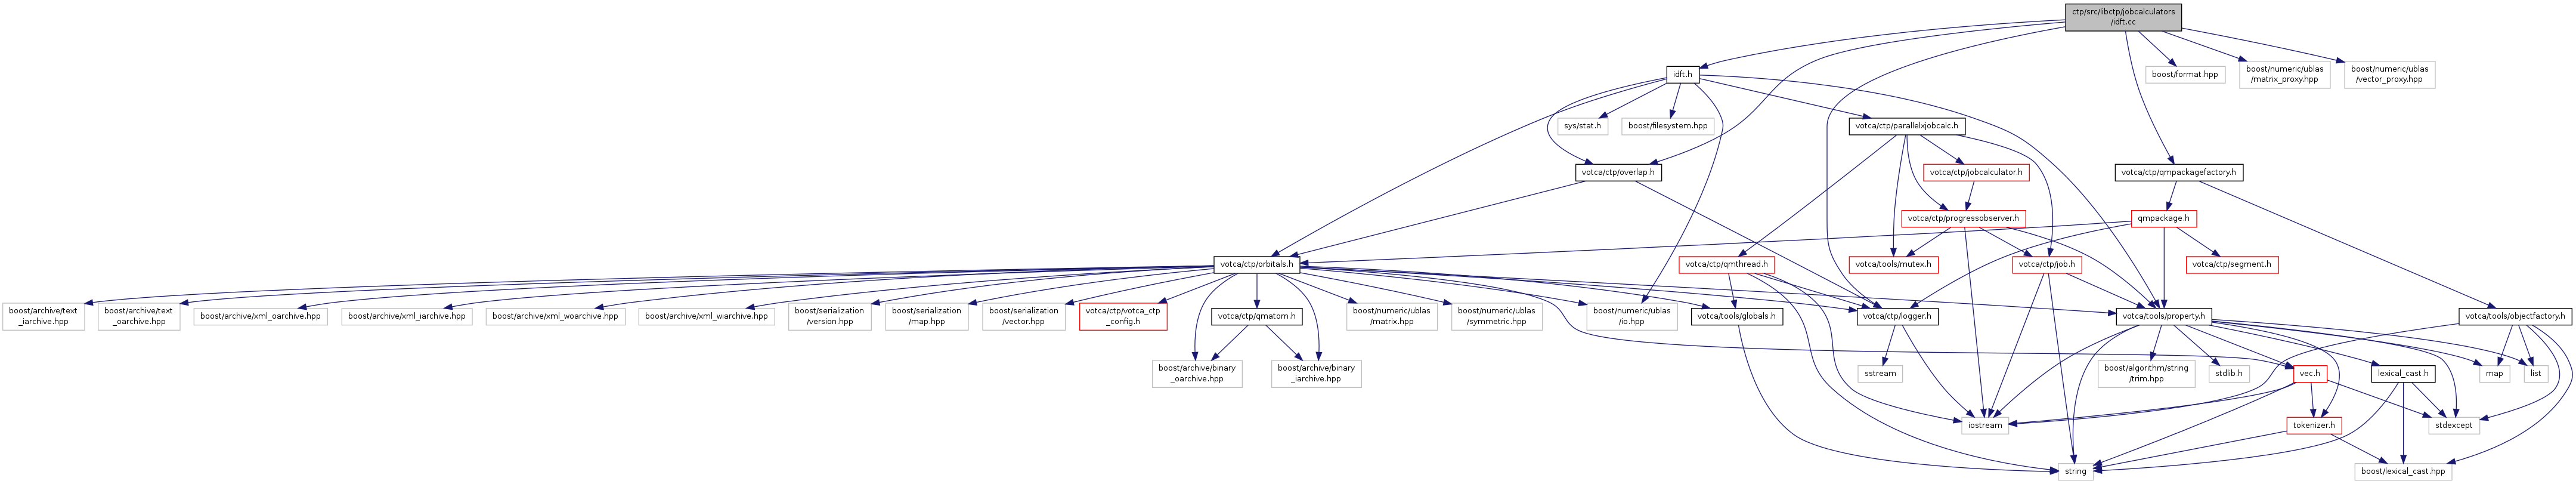 ctp/src/libctp/jobcalculators
/idft.cc
idft.h
boost/format.hpp
boost/numeric/ublas
/matrix_proxy.hpp
boost/numeric/ublas
/vector_proxy.hpp
sys/stat.h
boost/filesystem.hpp
votca/ctp/parallelxjobcalc.h
votca/ctp/overlap.h
votca/ctp/jobcalculator.h
votca/ctp/qmpackagefactory.h
votca/ctp/progressobserver.h
qmpackage.h
votca/ctp/orbitals.h
votca/ctp/qmthread.h
votca/tools/mutex.h
votca/ctp/job.h
votca/ctp/segment.h
boost/archive/text
_iarchive.hpp
boost/archive/text
_oarchive.hpp
boost/archive/xml_oarchive.hpp
boost/archive/xml_iarchive.hpp
boost/archive/xml_woarchive.hpp
boost/archive/xml_wiarchive.hpp
boost/serialization
/version.hpp
boost/serialization
/map.hpp
boost/serialization
/vector.hpp
votca/ctp/votca_ctp
_config.h
votca/ctp/qmatom.h
boost/numeric/ublas
/matrix.hpp
boost/numeric/ublas
/symmetric.hpp
boost/numeric/ublas
/io.hpp
votca/tools/globals.h
votca/ctp/logger.h
votca/tools/property.h
votca/tools/objectfactory.h
boost/archive/binary
_oarchive.hpp
boost/archive/binary
_iarchive.hpp
sstream
boost/algorithm/string
/trim.hpp
stdlib.h
vec.h
lexical_cast.h
map
list
iostream
tokenizer.h
stdexcept
string
boost/lexical_cast.hpp